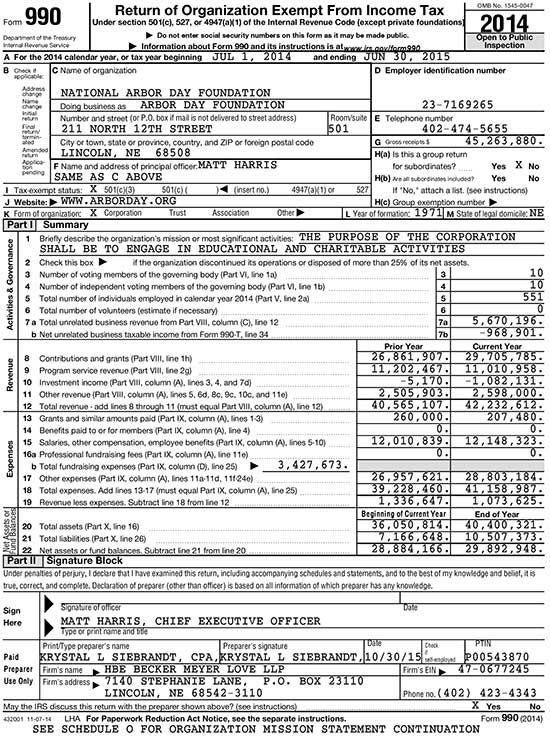 Form 990
Department of the Treasury
Internal Revenue Service
Return of Organization Exempt From Income Tax
Under section 501(c), 527, or 4947(a)(1) of the Internal Revenue Code (except private foundations)
▶ Do not enter social security numbers on this form as it may be made public.
▶ Information about Form 990 and its instructions is at www.irs.gov/form990
OMB No. 1545-0047
2014
Open to Public
Inspection
A For the 2014 calendar year, or tax year beginning JUL 1, 2014 and ending JUN 30, 2015
B Check if applicable:
Address change
Name change
Initial return
Final return/terminated
Amended return
Application pending
C Name of organization
NATIONAL ARBOR DAY FOUNDATION
Doing business as ARBOR DAY FOUNDATION
Number and street (or P.O. box if mail is not delivered to street address) Room/suite
211 NORTH 12TH STREET 501
City or town, state or province, country, and ZIP or foreign postal code
LINCOLN, NE 68508
F Name and address of principal officer: MATT HARRIS
SAME AS C ABOVE
D Employer identification number
23-7169265
E Telephone number
402-474-5655
G Gross receipts $ 45,263,880.
H(a) Is this a group return
for subordinates? Yes X No
H(b) Are all subordinates included? Yes No
If "No," attach a list. (see instructions)
H(c) Group exemption number ▶
I Tax-exempt status: X 501(c)(3) 501(c) ( )◀ (insert no.) 4947(a)(1) or 527
J Website: ▶ WWW.ARBORDAY.ORG
K Form of organization: X Corporation Trust Association Other ▶
L Year of formation: 1971 M State of legal domicile: NE
Part I Summary
Activities & Governance
1 Briefly describe the organization's mission or most significant activities: THE PURPOSE OF THE CORPORATION
SHALL BE TO ENGAGE IN EDUCATIONAL AND CHARITABLE ACTIVITIES
2 Check this box ▶ if the organization discontinued its operations or disposed of more than 25% of its net assets.
3 Number of voting members of the governing body (Part VI, line 1a) 3 10
4 Number of independent voting members of the governing body (Part VI, line 1b) 4 10
5 Total number of individuals employed in calendar year 2014 (Part V, line 2a) 5 551
6 Total number of volunteers (estimate if necessary) 6 0
7 a Total unrelated business revenue from Part VIII, column (C), line 12 7a 5,670,196.
b Net unrelated business taxable income from Form 990-T, line 34 7b -968,901.
Prior Year Current Year
Revenue
8 Contributions and grants (Part VIII, line 1h) 26,861,907. 29,705,785.
9 Program service revenue (Part VIII, line 2g) 11,202,467. 11,010,958.
10 Investment income (Part VIII, column (A), lines 3, 4, and 7d) -5,170. -1,082,131.
11 Other revenue (Part VIII, column (A), lines 5, 6d, 8c, 9c, 10c, and 11e) 2,505,903. 2,598,000.
12 Total revenue - add lines 8 through 11 (must equal Part VIII, column (A), line 12) 40,565,107. 42,232,612.
Expenses
13 Grants and similar amounts paid (Part IX, column (A), lines 1-3) 260,000. 207,480.
14 Benefits paid to or for members (Part IX, column (A), line 4) 0. 0.
15 Salaries, other compensation, employee benefits (Part IX, column (A), lines 5-10) 12,010,839. 12,148,323.
16a Professional fundraising fees (Part IX, column (A), line 11e) 0. 0.
b Total fundraising expenses (Part IX, column (D), line 25) ▶ 3,427,673.
17 Other expenses (Part IX, column (A), lines 11a-11d, 11f-24e) 26,957,621. 28,803,184.
18 Total expenses. Add lines 13-17 (must equal Part IX, column (A), line 25) 39,228,460. 41,158,987.
19 Revenue less expenses. Subtract line 18 from line 12 1,336,647. 1,073,625.
Net Assets or Fund Balances
Beginning of Current Year End of Year
20 Total assets (Part X, line 16) 36,050,814. 40,400,321.
21 Total liabilities (Part X, line 26) 7,166,648. 10,507,373.
22 Net assets or fund balances. Subtract line 21 from line 20 28,884,166. 29,892,948.
Part II Signature Block
Under penalties of perjury, I declare that I have examined this return, including accompanying schedules and statements, and to the best of my knowledge and belief, it is
true, correct, and complete. Declaration of preparer (other than officer) is based on all information of which preparer has any knowledge.
Sign
Here
Signature of officer Date
MATT HARRIS, CHIEF EXECUTIVE OFFICER
Type or print name and title
Paid
Preparer
Use Only
Print/Type preparer's name Preparer's signature Date Check if self-employed PTIN
KRYSTAL L SIEBRANDT, CPA, KRYSTAL L SIEBRANDT, 10/30/15 P00543870
Firm's name ▶ HBE BECKER MEYER LOVE LLP Firm's EIN ▶ 47-0677245
Firm's address ▶ 7140 STEPHANIE LANE, P.O. BOX 23110
LINCOLN, NE 68542-3110 Phone no. (402) 423-4343
May the IRS discuss this return with the preparer shown above? (see instructions) X Yes No
432001 11-07-14 LHA For Paperwork Reduction Act Notice, see the separate instructions. Form 990 (2014)
SEE SCHEDULE O FOR ORGANIZATION MISSION STATEMENT CONTINUATION